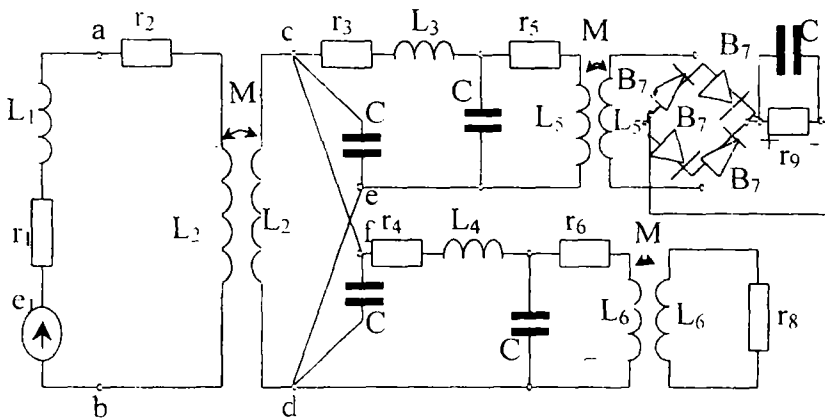 a r₂ c r₃ L₃ r₅ M B₇ C
L₁ M C C B₇
L₅ L₅ B₇ + -
r₉
e B₇
r₁ L₂ L₂ f r₄ L₄ r₆ M
e₁ C C L₆ L₆ r₈
b d